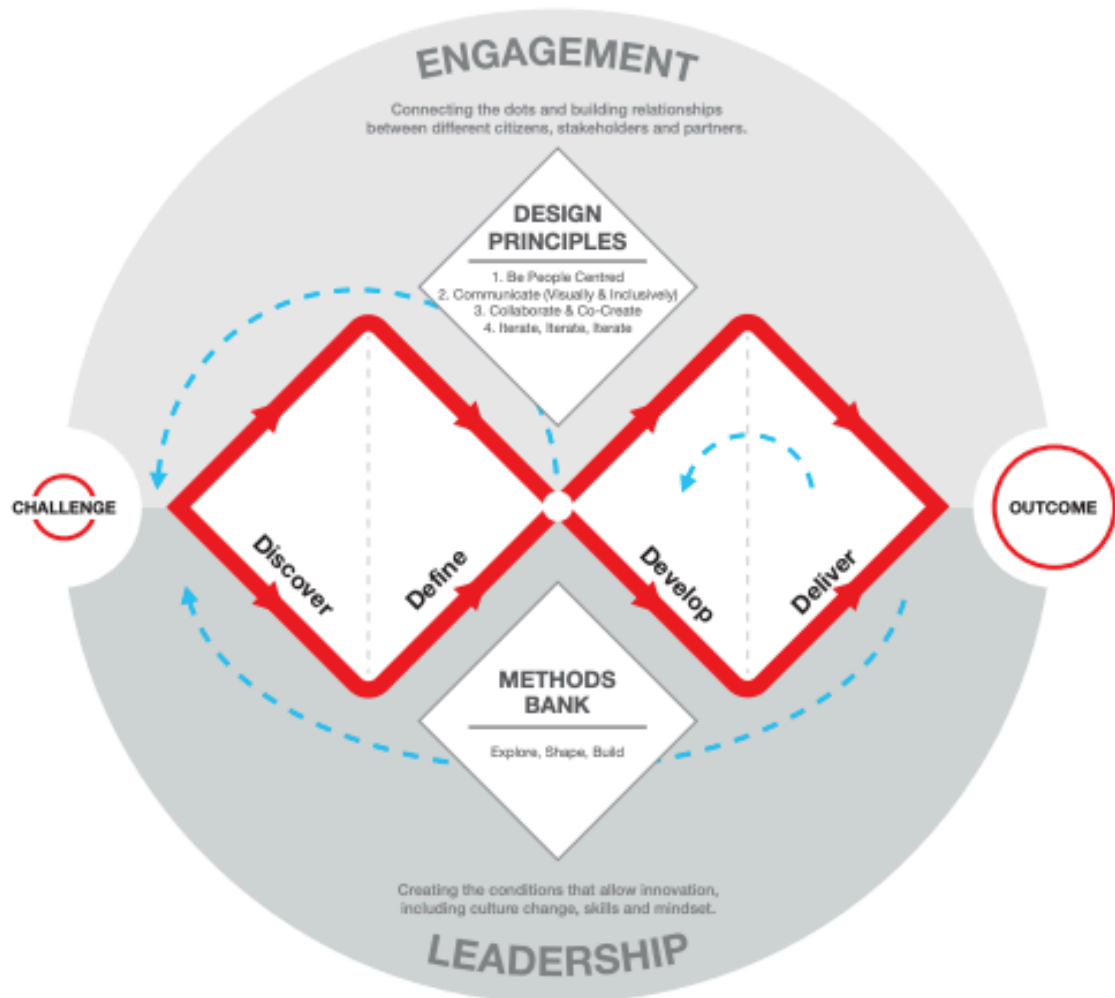 ENGAGEMENT
Connecting the dots and building relationships
between different citizens, stakeholders and partners.
DESIGN
PRINCIPLES
1. Be People Centred
2. Communicate (Visually & Inclusively)
3. Collaborate & Co-Create
4. Iterate, Iterate, Iterate
CHALLENGE
Discover
Define
Develop
Deliver
OUTCOME
METHODS
BANK
Explore, Shape, Build
Creating the conditions that allow innovation,
including culture change, skills and mindset.
LEADERSHIP